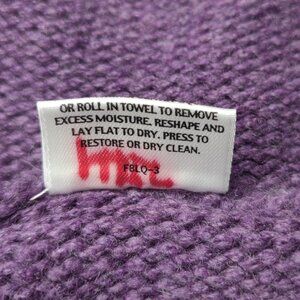 OR ROLL IN TOWEL TO REMOVE
EXCESS MOISTURE. RESHAPE AND
LAY FLAT TO DRY. PRESS TO
RESTORE OR DRY CLEAN.
F8LQ-3